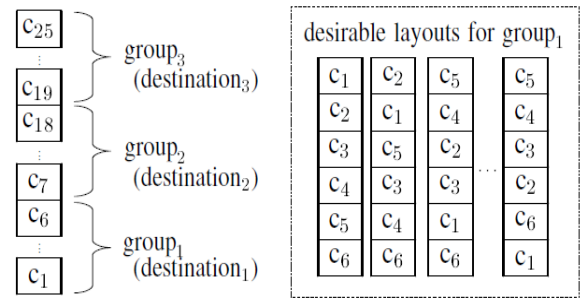 c25
⋮
c19
c18
⋮
c7
c6
⋮
c1
group3
(destination3)
group2
(destination2)
group1
(destination1)
desirable layouts for group1
c1 c2 c5 c5
c2 c1 c4 c4
c3 c5 c2 c3
c4 c3 c3 ... c2
c5 c4 c1 c6
c6 c6 c6 c1